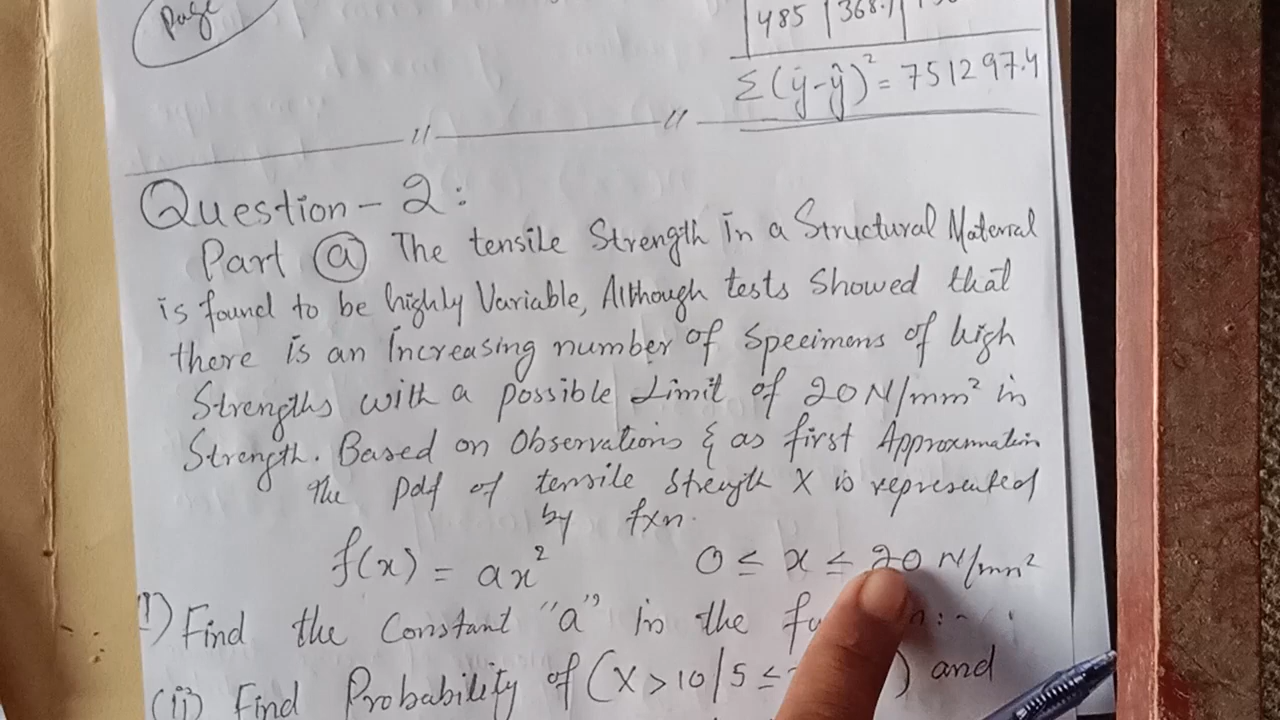 Page
485 | 368.
Σ(y-ŷ)² = 751297.4
Question - 2:
Part (a) The tensile Strength in a Structural Material
is found to be highly Variable, Although tests Showed that
there is an Increasing number of Specimens of high
Strengths with a possible Limit of 20 N/mm² in
Strength. Based on Observations & as first Approximation
The Pdf of tensile Strength X is represented
by fxn.
f(x) = ax² 0 ≤ x ≤ 20 N/mm²
(i) Find the Constant "a" in the
(ii) Find Probability of (X > 10 / 5 ≤ ) and